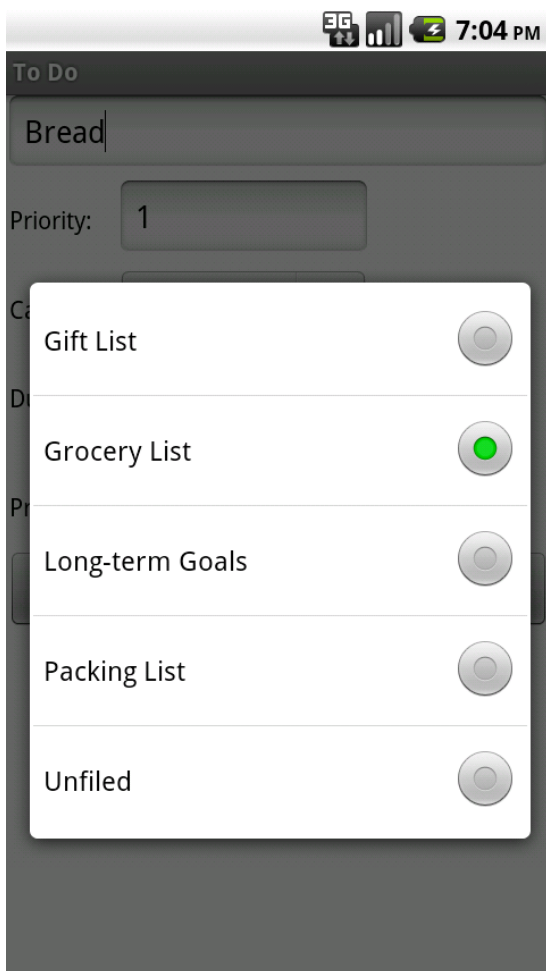 3G 7:04 PM
To Do
Bread
Priority: 1
Gift List
Grocery List
Long-term Goals
Packing List
Unfiled